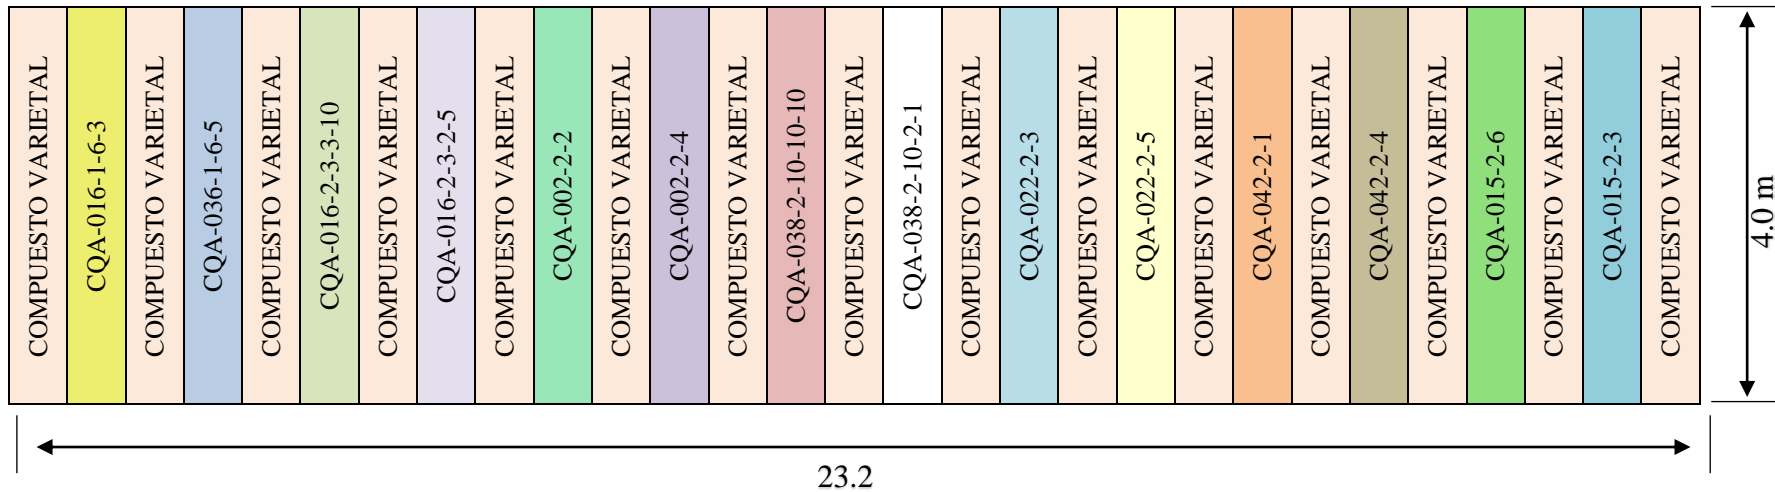 COMPUESTO VARIETAL
CQA-016-1-6-3
COMPUESTO VARIETAL
CQA-036-1-6-5
COMPUESTO VARIETAL
CQA-016-2-3-3-10
COMPUESTO VARIETAL
CQA-016-2-3-2-5
COMPUESTO VARIETAL
CQA-002-2-2
COMPUESTO VARIETAL
CQA-002-2-4
COMPUESTO VARIETAL
CQA-038-2-10-10-10
COMPUESTO VARIETAL
CQA-038-2-10-2-1
COMPUESTO VARIETAL
CQA-022-2-3
COMPUESTO VARIETAL
CQA-022-2-5
COMPUESTO VARIETAL
CQA-042-2-1
COMPUESTO VARIETAL
CQA-042-2-4
COMPUESTO VARIETAL
CQA-015-2-6
COMPUESTO VARIETAL
CQA-015-2-3
COMPUESTO VARIETAL
4.0 m
23.2